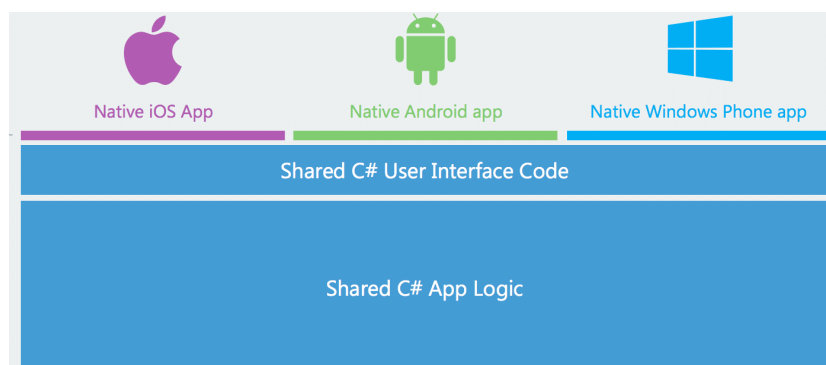 Native iOS App
Native Android app
Native Windows Phone app
Shared C# User Interface Code
Shared C# App Logic